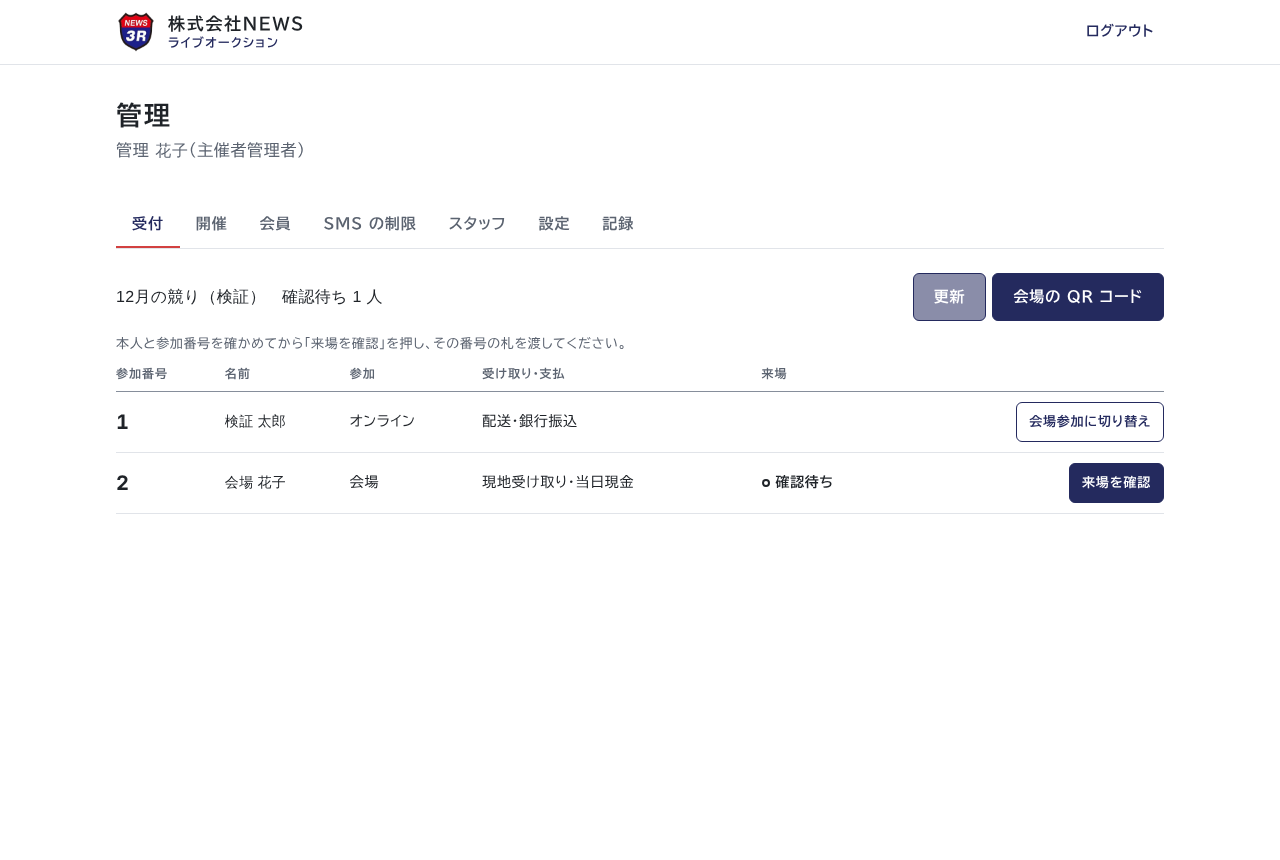 NEWS
3R
株式会社NEWS
ライブオークション
ログアウト
管理
管理 花子(主催者管理者)
受付 開催 会員 SMS の制限 スタッフ 設定 記録
12月の競り（検証）　確認待ち 1 人
更新 会場の QR コード
本人と参加番号を確かめてから「来場を確認」を押し、その番号の札を渡してください。
参加番号 名前 参加 受け取り・支払 来場
1 検証 太郎 オンライン 配送・銀行振込 会場参加に切り替え
2 会場 花子 会場 現地受け取り・当日現金 確認待ち 来場を確認